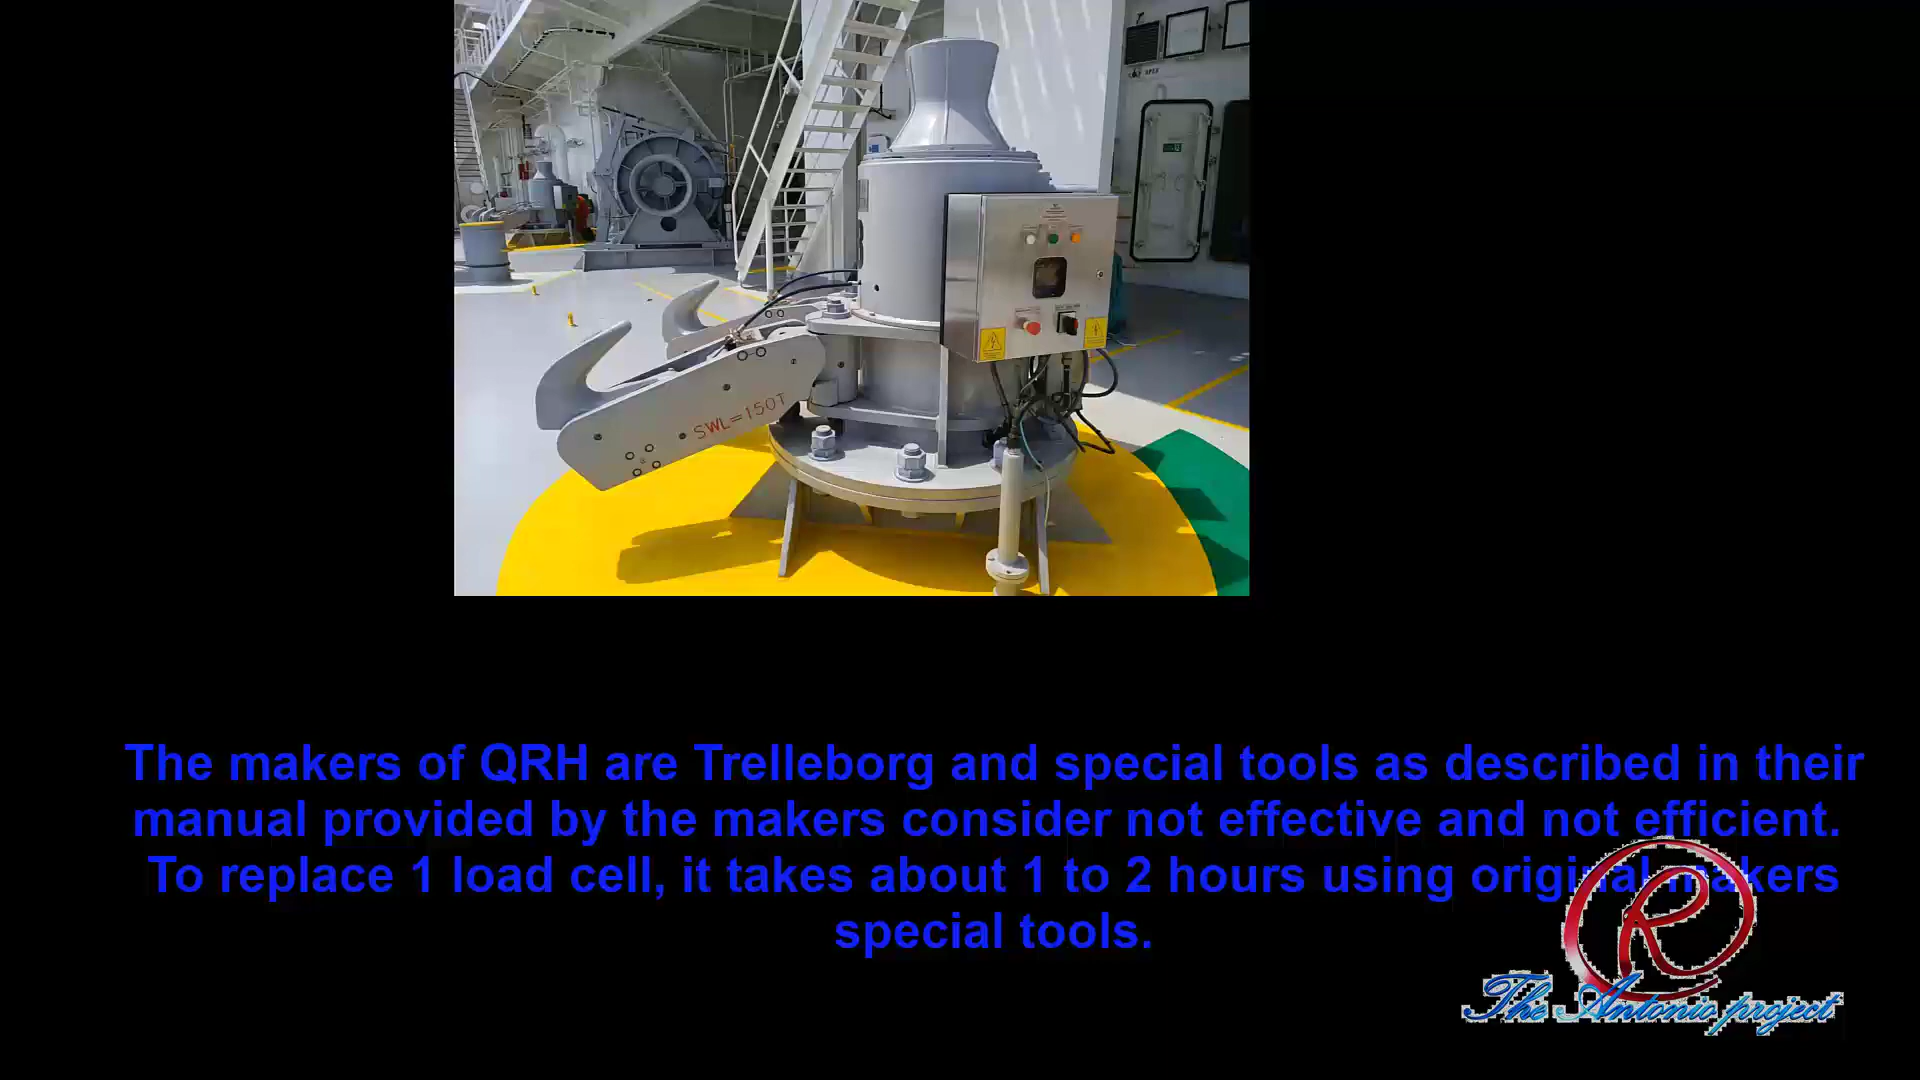 SWL=150T
The makers of QRH are Trelleborg and special tools as described in their
manual provided by the makers consider not effective and not efficient.
To replace 1 load cell, it takes about 1 to 2 hours using original makers
special tools.
R
The Antonio project